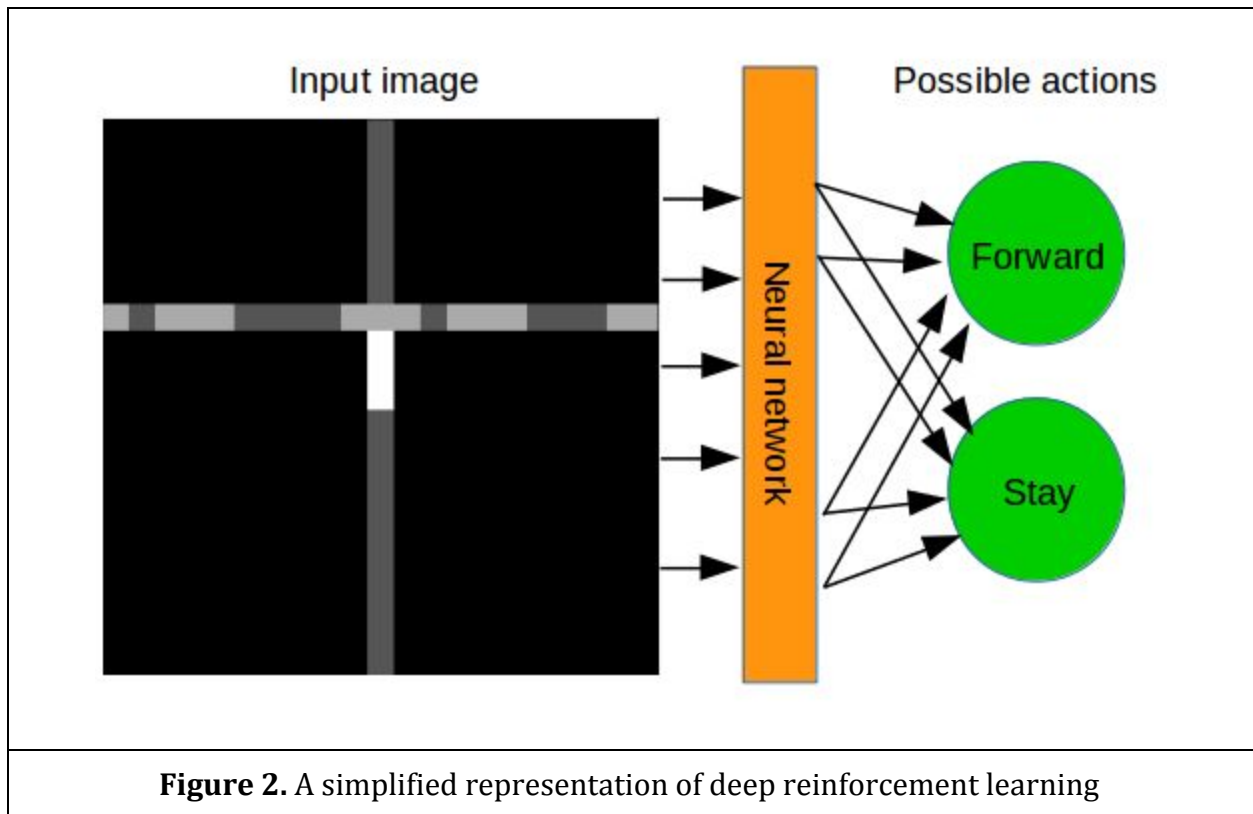 Input image
Possible actions
Neural network
Forward
Stay
Figure 2. A simplified representation of deep reinforcement learning